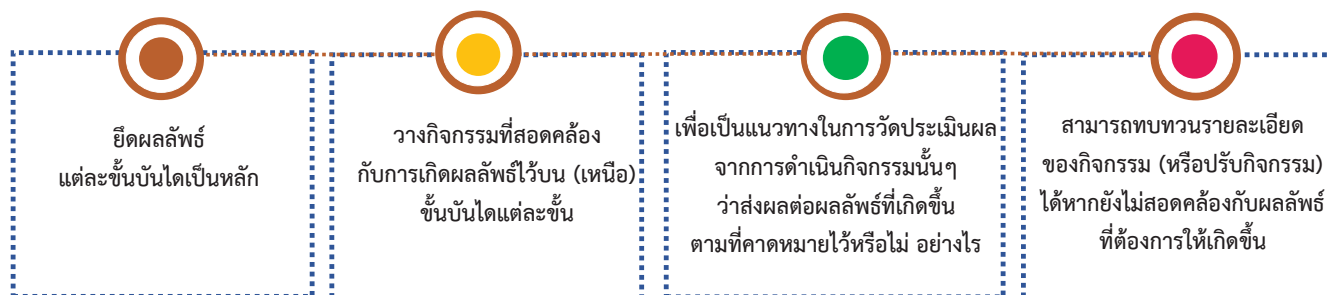 ยึดผลลัพธ์
แต่ละขั้นบันไดเป็นหลัก
วางกิจกรรมที่สอดคล้อง
กับการเกิดผลลัพธ์ไว้บน (เหนือ)
ขั้นบันไดแต่ละขั้น
เพื่อเป็นแนวทางในการวัดประเมินผล
จากการดำเนินกิจกรรมนั้นๆ
ว่าส่งผลต่อผลลัพธ์ที่เกิดขึ้น
ตามที่คาดหมายไว้หรือไม่ อย่างไร
สามารถทบทวนรายละเอียด
ของกิจกรรม (หรือปรับกิจกรรม)
ได้หากยังไม่สอดคล้องกับผลลัพธ์
ที่ต้องการให้เกิดขึ้น